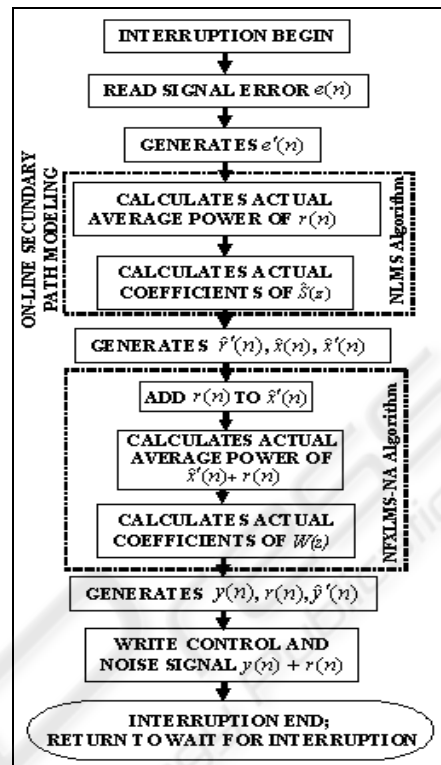 INTERRUPTION BEGIN
READ SIGNAL ERROR e(n)
GENERATES e'(n)
ON-LINE SECUNDARY
PATH MODELING
CALCULATES ACTUAL
AVERAGE POWER OF r(n)
CALCULATES ACTUAL
COEFFICIENTS OF Ŝ(z)
NLMS Algorithm
GENERATES r̂'(n), x̂(n), x̂'(n)
ADD r(n) TO x̂'(n)
CALCULATES ACTUAL
AVERAGE POWER OF
x̂'(n)+ r(n)
CALCULATES ACTUAL
COEFFICIENTS OF W(z)
NFXLMS-NA Algorithm
GENERATES y(n), r(n), ŷ'(n)
WRITE CONTROL AND
NOISE SIGNAL y(n) + r(n)
INTERRUPTION END;
RETURN TO WAIT FOR INTERRUPTION